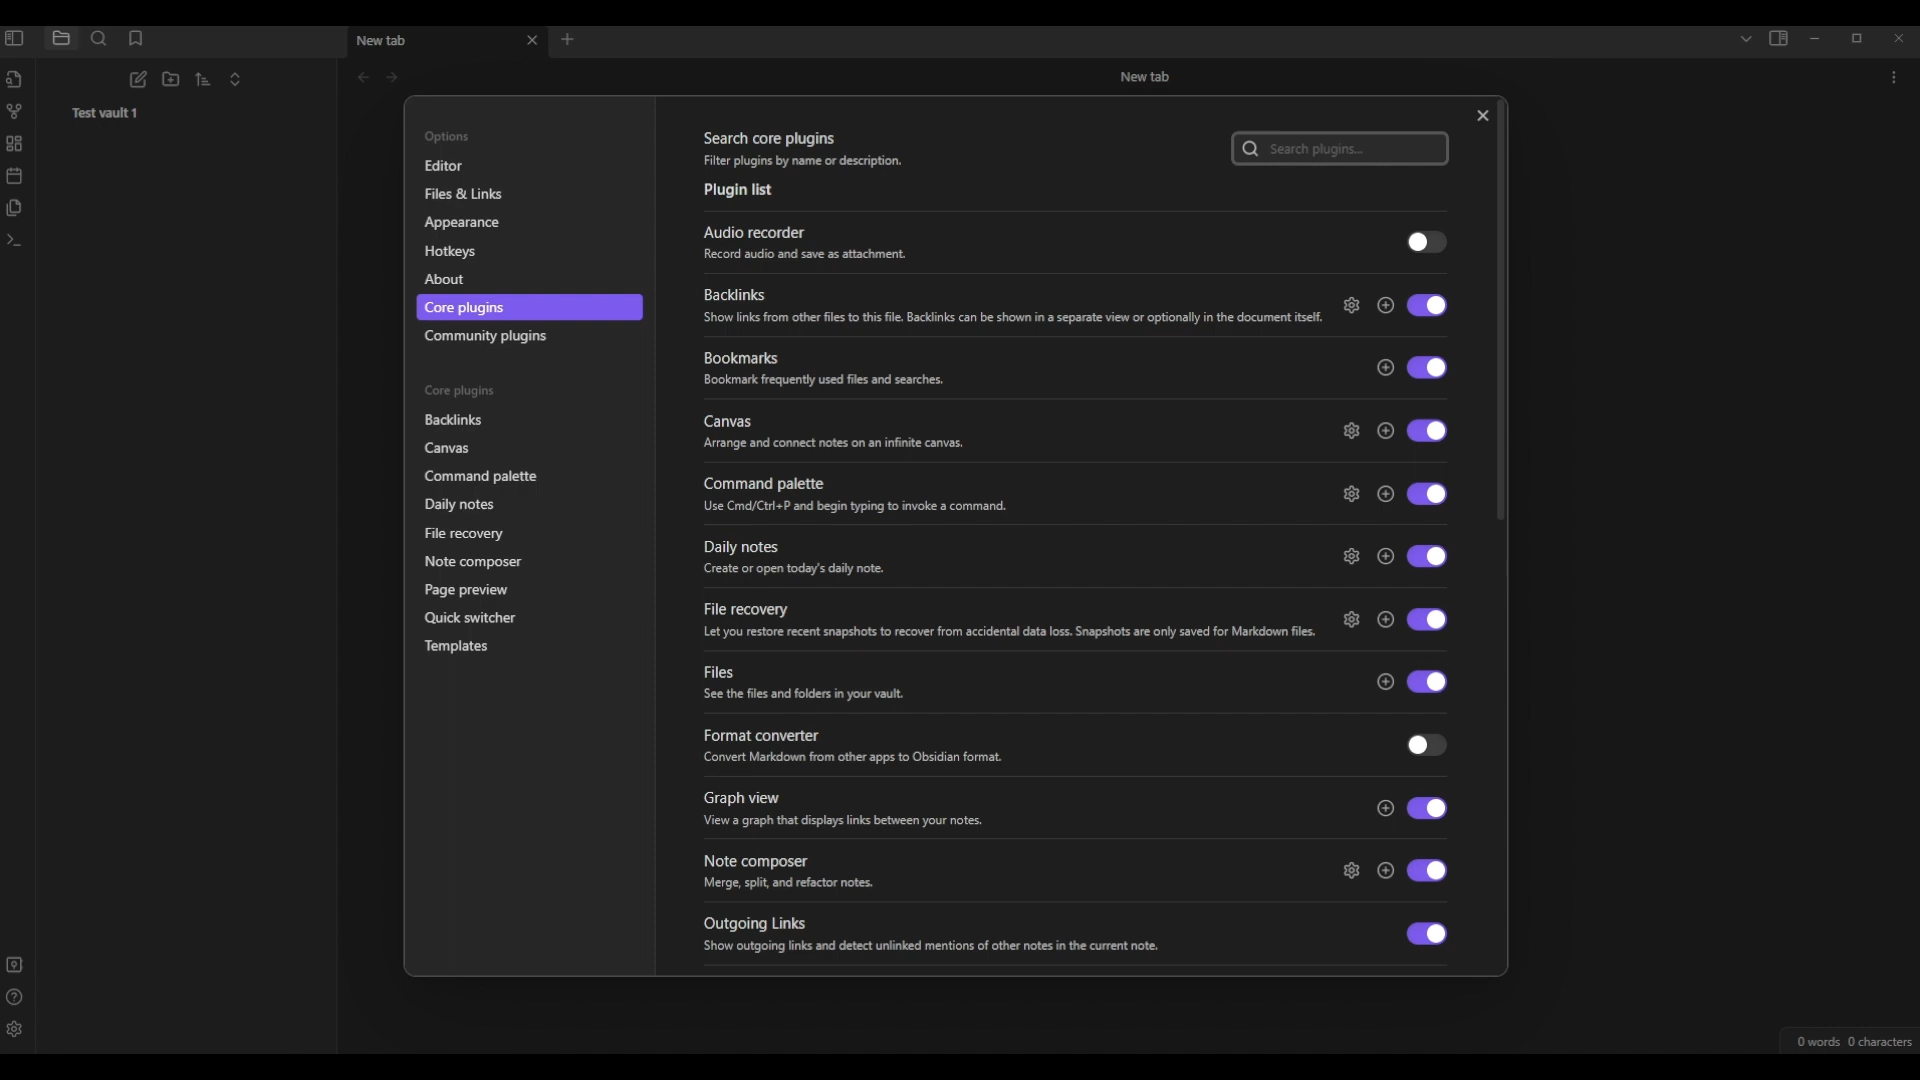 New tab
New tab
Test vault 1
Options
Editor
Files & Links
Appearance
Hotkeys
About
Core plugins
Community plugins
Core plugins
Backlinks
Canvas
Command palette
Daily notes
File recovery
Note composer
Page preview
Quick switcher
Templates
Search core plugins
Filter plugins by name or description.
Search plugins...
Plugin list
Audio recorder
Record audio and save as attachment.
Backlinks
Show links from other files to this file. Backlinks can be shown in a separate view or optionally in the document itself.
Bookmarks
Bookmark frequently used files and searches.
Canvas
Arrange and connect notes on an infinite canvas.
Command palette
Use Cmd/Ctrl+P and begin typing to invoke a command.
Daily notes
Create or open today's daily note.
File recovery
Let you restore recent snapshots to recover from accidental data loss. Snapshots are only saved for Markdown files.
Files
See the files and folders in your vault.
Format converter
Convert Markdown from other apps to Obsidian format.
Graph view
View a graph that displays links between your notes.
Note composer
Merge, split, and refactor notes.
Outgoing Links
Show outgoing links and detect unlinked mentions of other notes in the current note.
0 words 0 characters